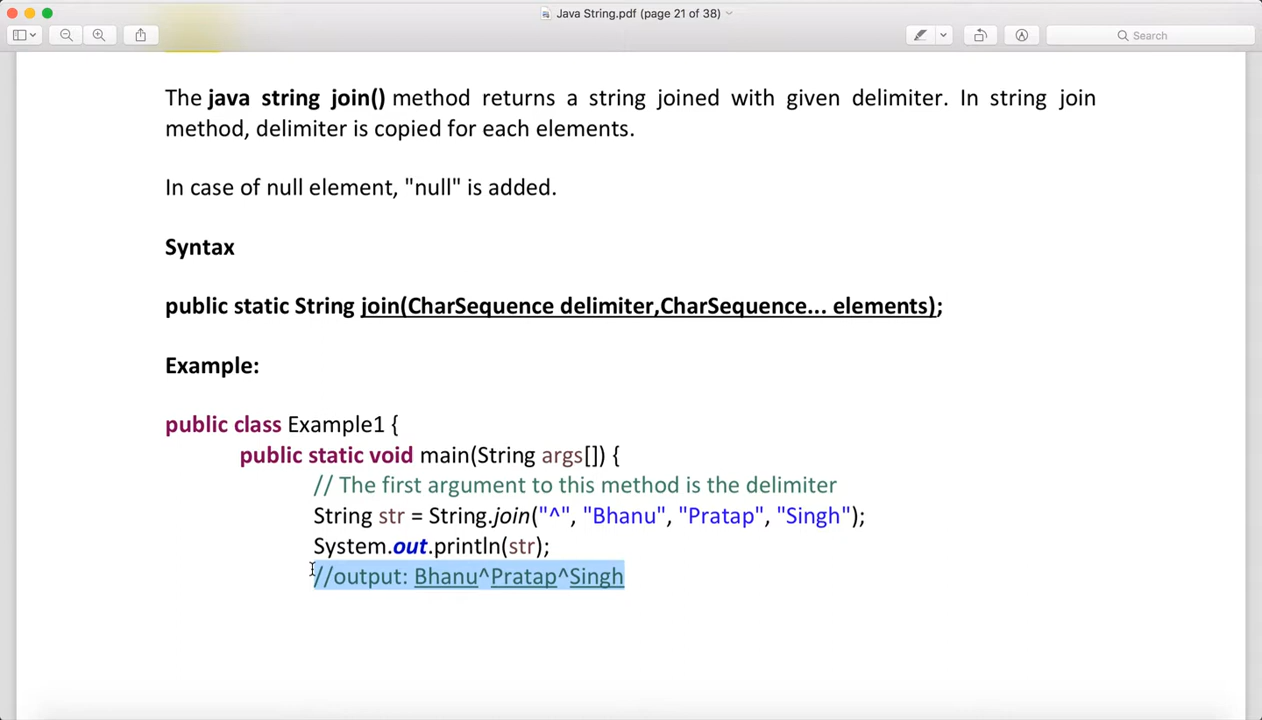 Java String.pdf (page 21 of 38)
Search
The java string join() method returns a string joined with given delimiter. In string join
method, delimiter is copied for each elements.
In case of null element, "null" is added.
Syntax
public static String join(CharSequence delimiter,CharSequence... elements);
Example:
public class Example1 {
public static void main(String args[]) {
// The first argument to this method is the delimiter
String str = String.join("^", "Bhanu", "Pratap", "Singh");
System.out.println(str);
//output: Bhanu^Pratap^Singh